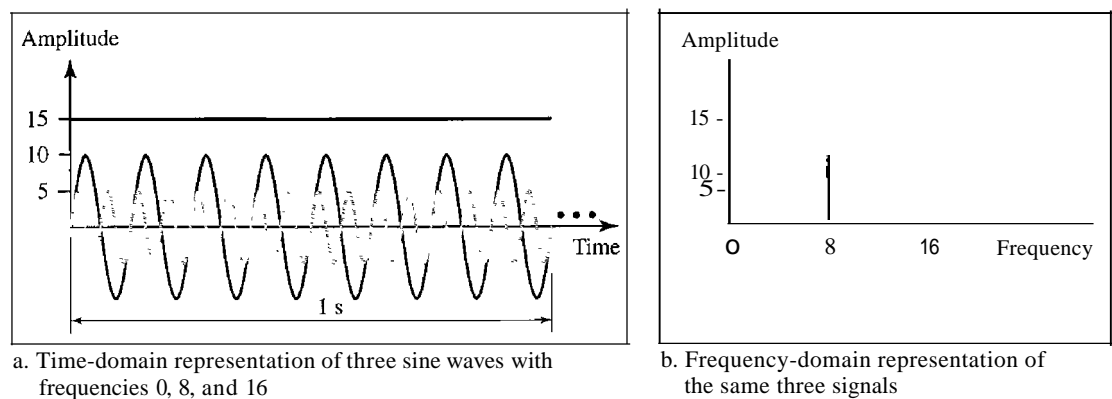 Amplitude
15
10
5
Time
1 s
a. Time-domain representation of three sine waves with
frequencies 0, 8, and 16
Amplitude
15 -
10 -
5 -
0 8 16 Frequency
b. Frequency-domain representation of
the same three signals